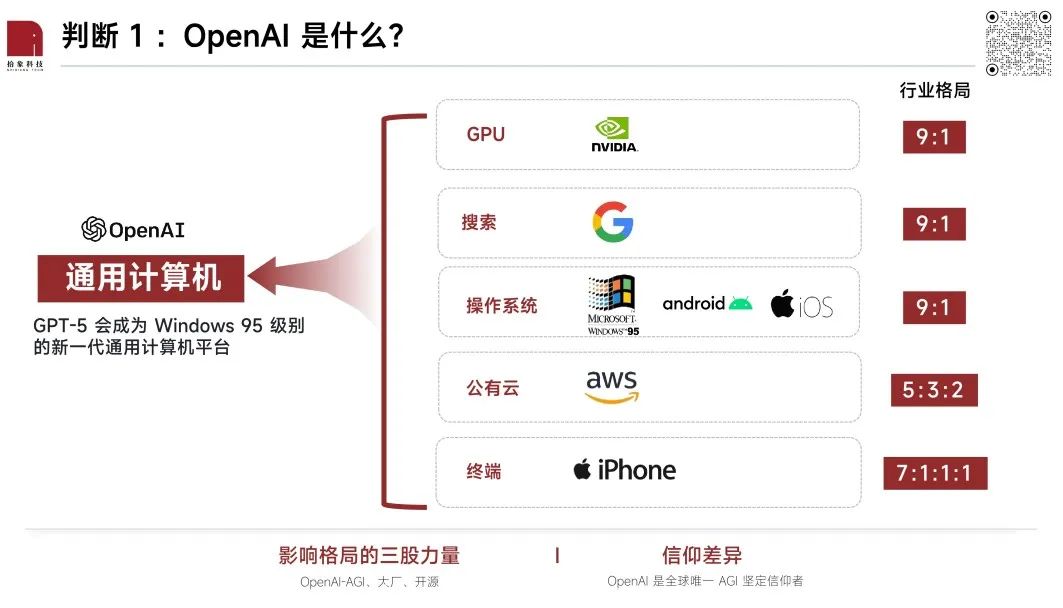 判断 1 ：OpenAI 是什么？
拾象科技
行业格局
GPU
NVIDIA.
9:1
搜索
9:1
操作系统
MICROSOFT.
WINDOWS 95
android
iOS
9:1
公有云
aws
5:3:2
终端
iPhone
7:1:1:1
OpenAI
通用计算机
GPT-5 会成为 Windows 95 级别
的新一代通用计算机平台
影响格局的三股力量
OpenAI-AGI、大厂、开源
I
信仰差异
OpenAI 是全球唯一 AGI 坚定信仰者